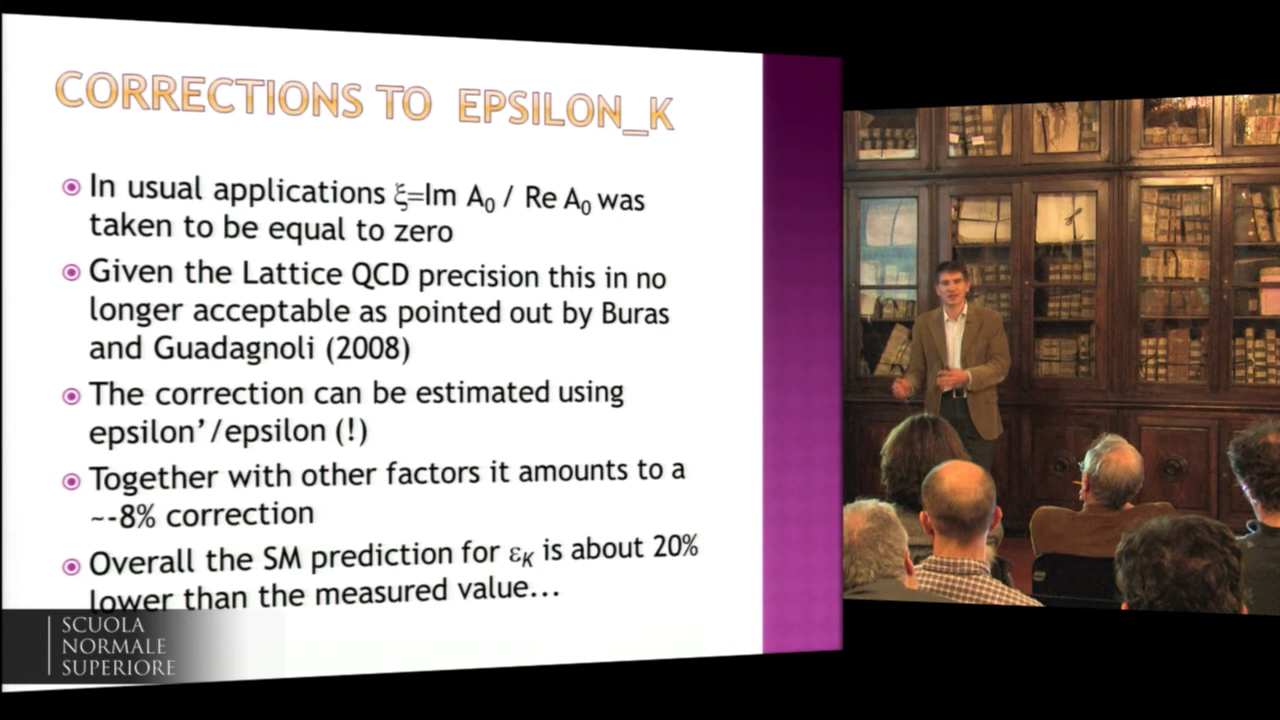 CORRECTIONS TO EPSILON_K
In usual applications ξ=Im A₀ / Re A₀ was
taken to be equal to zero
Given the Lattice QCD precision this in no
longer acceptable as pointed out by Buras
and Guadagnoli (2008)
The correction can be estimated using
epsilon’/epsilon (!)
Together with other factors it amounts to a
~-8% correction
Overall the SM prediction for εK is about 20%
lower than the measured value...
SCUOLA
NORMALE
SUPERIORE